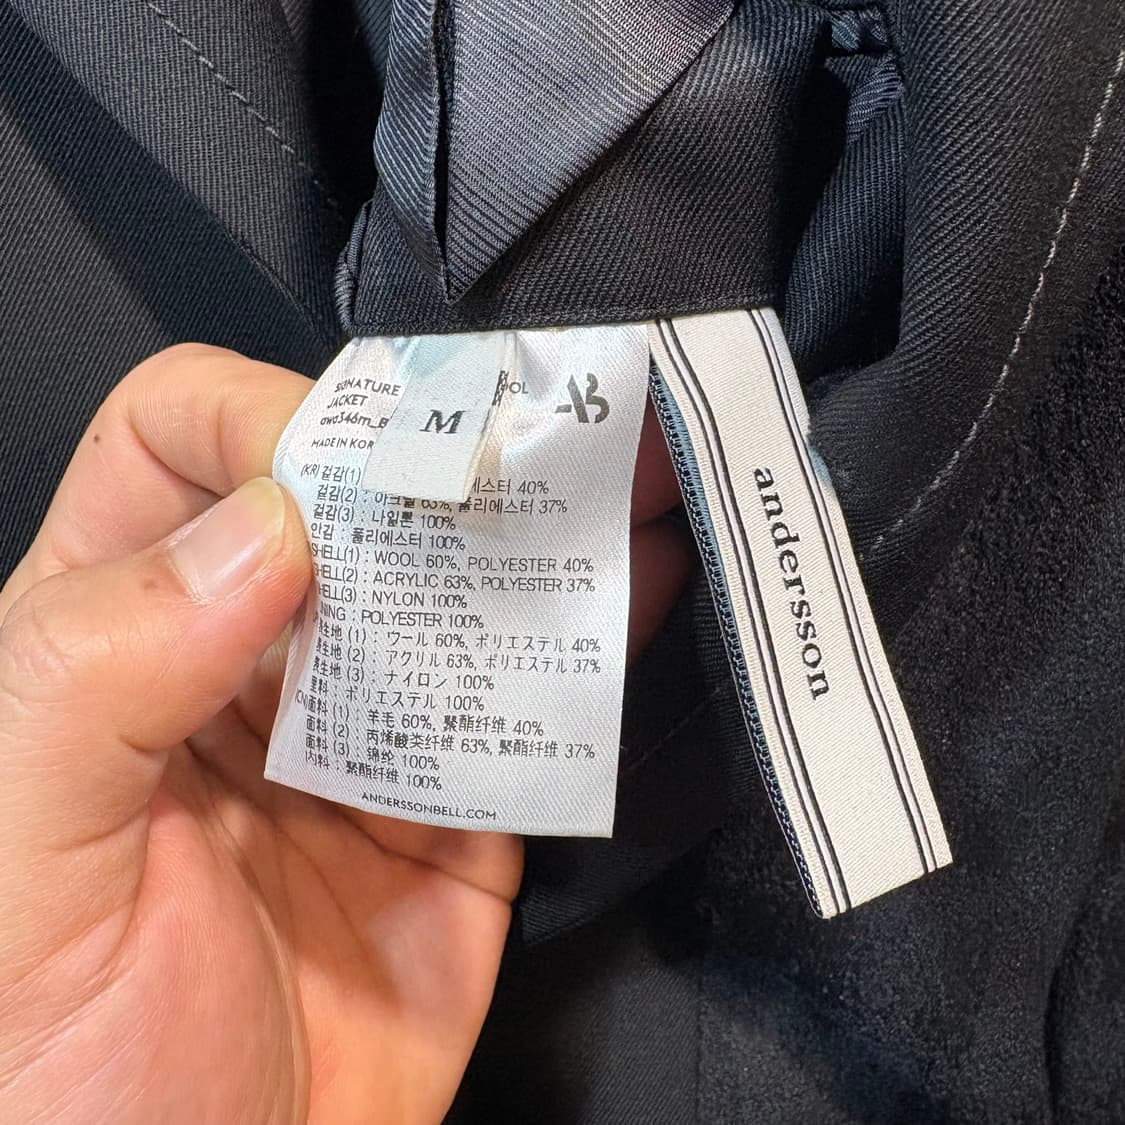 SIGNATURE
JACKET
awa346m_B
MADE IN KOR
AB
M
(KR) 겉감(1)
에스터 40%
겉감(2) : 아크릴 63%, 폴리에스터 37%
겉감(3) : 나일론 100%
안감 : 폴리에스터 100%
SHELL(1) : WOOL 60%, POLYESTER 40%
SHELL(2) : ACRYLIC 63%, POLYESTER 37%
SHELL(3) : NYLON 100%
LINING : POLYESTER 100%
表生地 (1) : ウール 60%, ポリエステル 40%
表生地 (2) : アクリル 63%, ポリエステル 37%
表生地 (3) : ナイロン 100%
里料 : ポリエステル 100%
(CN)面料 (1) : 羊毛 60%, 聚酯纤维 40%
面料 (2) : 丙烯酸类纤维 63%, 聚酯纤维 37%
面料 (3) : 锦纶 100%
内料 : 聚酯纤维 100%
ANDERSSONBELL.COM
andersson